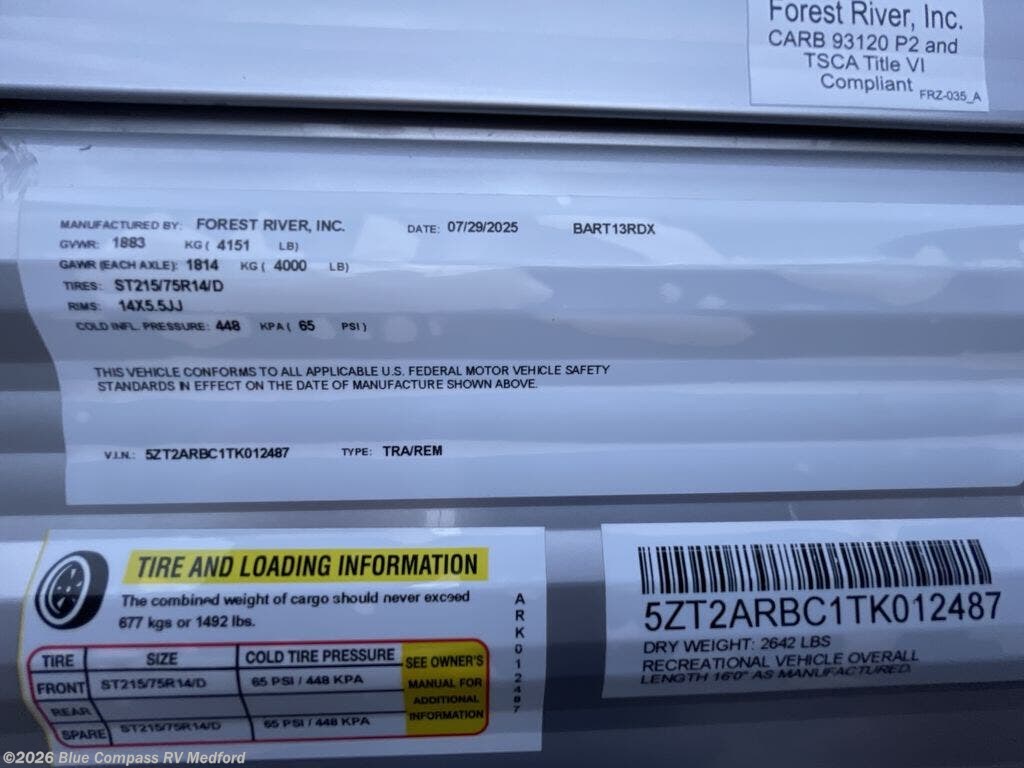 Forest River, Inc.
CARB 93120 P2 and
TSCA Title VI
Compliant FRZ-035_A
MANUFACTURED BY: FOREST RIVER, INC. DATE: 07/29/2025 BART13RDX
GVWR: 1883 KG( 4151 LB)
GAWR (EACH AXLE): 1814 KG( 4000 LB)
TIRES: ST215/75R14/D
RIMS: 14X5.5JJ
COLD INFL. PRESSURE: 448 KPA( 65 PSI)
THIS VEHICLE CONFORMS TO ALL APPLICABLE U.S. FEDERAL MOTOR VEHICLE SAFETY
STANDARDS IN EFFECT ON THE DATE OF MANUFACTURE SHOWN ABOVE.
V.I.N.: 5ZT2ARBC1TK012487 TYPE: TRA/REM
TIRE AND LOADING INFORMATION
The combined weight of cargo should never exceed
677 kgs or 1492 lbs.
TIRE SIZE COLD TIRE PRESSURE SEE OWNER'S
FRONT ST215/75R14/D 65 PSI / 448 KPA MANUAL FOR
REAR ADDITIONAL
SPARE ST215/75R14/D 65 PSI / 448 KPA INFORMATION
ARK012487
5ZT2ARBC1TK012487
DRY WEIGHT: 2642 LBS
RECREATIONAL VEHICLE OVERALL
LENGTH 16'0" AS MANUFACTURED.
©2026 Blue Compass RV Medford